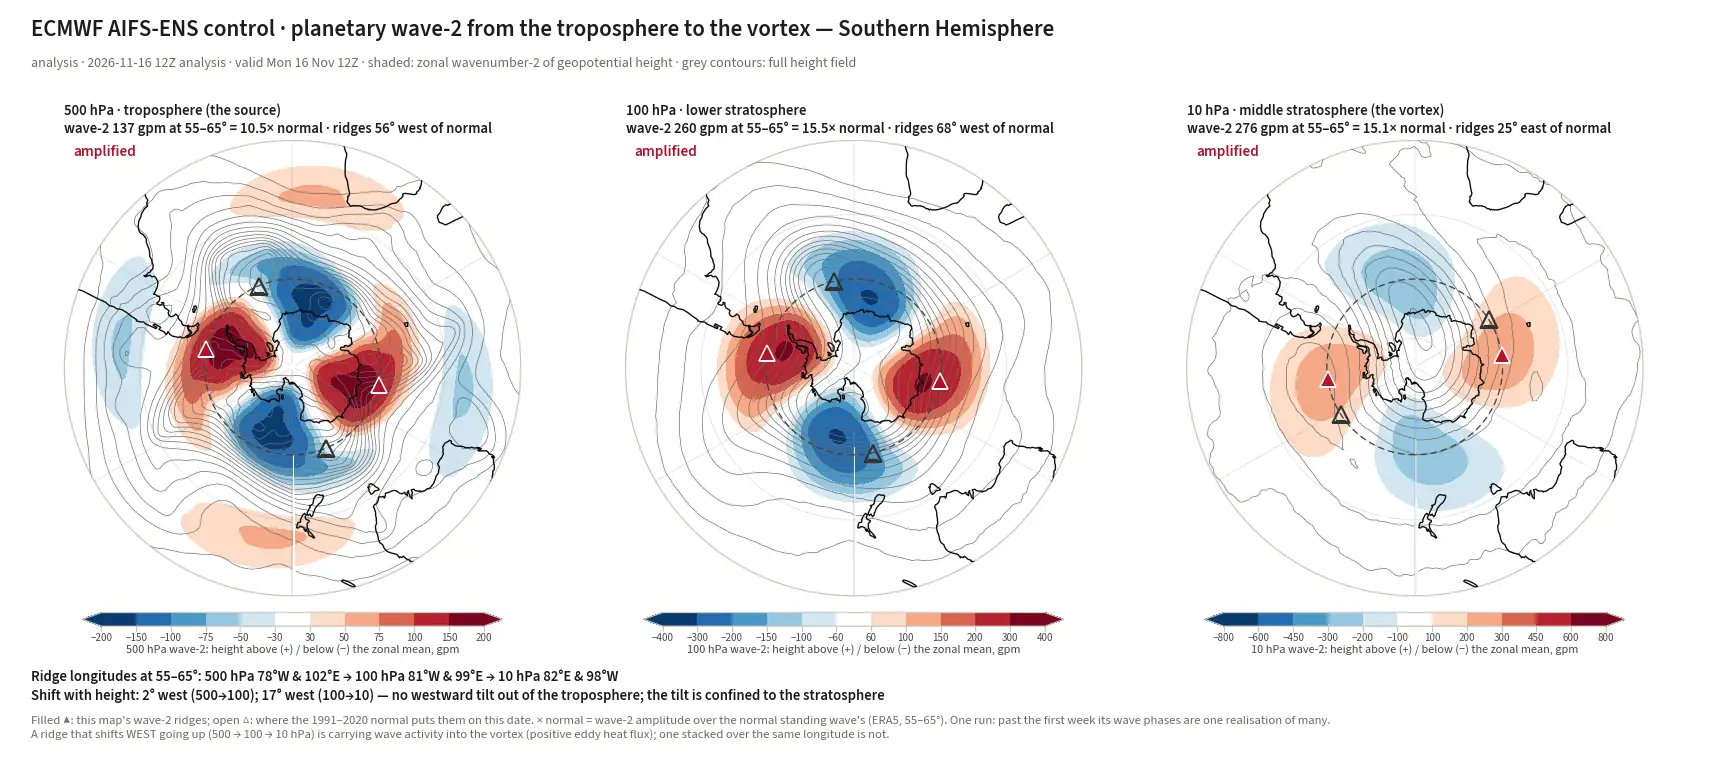 ECMWF AIFS-ENS control · planetary wave-2 from the troposphere to the vortex — Southern Hemisphere
analysis · 2026-11-16 12Z analysis · valid Mon 16 Nov 12Z · shaded: zonal wavenumber-2 of geopotential height · grey contours: full height field
500 hPa · troposphere (the source)
wave-2 137 gpm at 55–65° = 10.5× normal · ridges 56° west of normal
amplified
100 hPa · lower stratosphere
wave-2 260 gpm at 55–65° = 15.5× normal · ridges 68° west of normal
amplified
10 hPa · middle stratosphere (the vortex)
wave-2 276 gpm at 55–65° = 15.1× normal · ridges 25° east of normal
amplified
−200 −150 −100 −75 −50 −30 30 50 75 100 150 200
500 hPa wave-2: height above (+) / below (−) the zonal mean, gpm
−400 −300 −200 −150 −100 −60 60 100 150 200 300 400
100 hPa wave-2: height above (+) / below (−) the zonal mean, gpm
−800 −600 −450 −300 −200 −100 100 200 300 450 600 800
10 hPa wave-2: height above (+) / below (−) the zonal mean, gpm
Ridge longitudes at 55–65°: 500 hPa 78°W & 102°E → 100 hPa 81°W & 99°E → 10 hPa 82°E & 98°W
Shift with height: 2° west (500→100); 17° west (100→10) — no westward tilt out of the troposphere; the tilt is confined to the stratosphere
Filled ▲: this map's wave-2 ridges; open △: where the 1991–2020 normal puts them on this date. × normal = wave-2 amplitude over the normal standing wave's (ERA5, 55–65°). One run: past the first week its wave phases are one realisation of many.
A ridge that shifts WEST going up (500 → 100 → 10 hPa) is carrying wave activity into the vortex (positive eddy heat flux); one stacked over the same longitude is not.